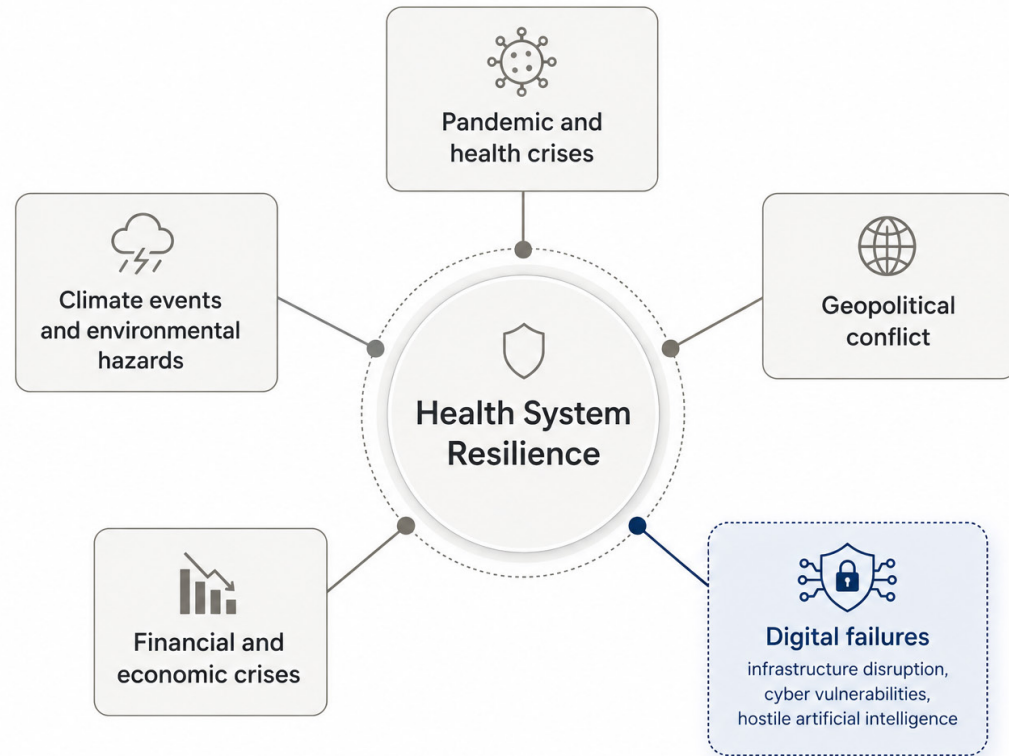 Pandemic and
health crises
Climate events
and environmental
hazards
Geopolitical
conflict
Health System
Resilience
Financial and
economic crises
Digital failures
infrastructure disruption,
cyber vulnerabilities,
hostile artificial intelligence